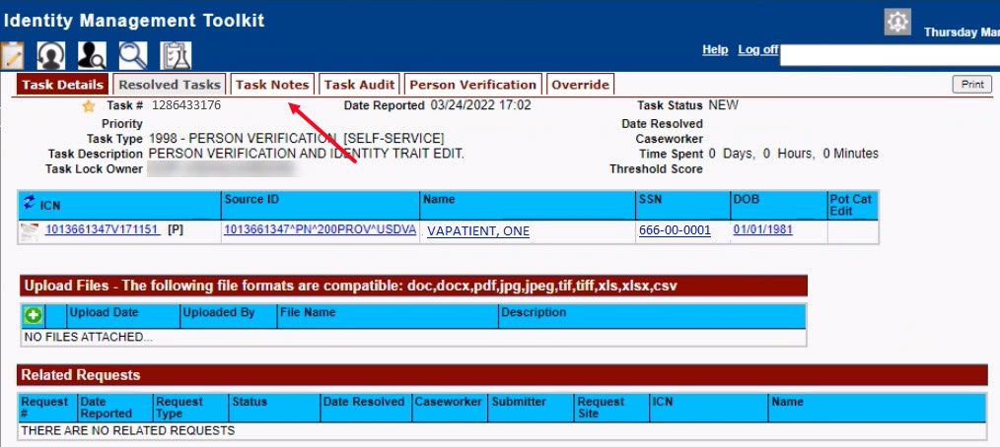 Identity Management Toolkit
Thursday Mar
Help Log off
Task Details Resolved Tasks Task Notes Task Audit Person Verification Override Print
Task # 1286433176 Date Reported 03/24/2022 17:02 Task Status NEW
Priority Date Resolved
Task Type 1998 - PERSON VERIFICATION [SELF-SERVICE] Caseworker
Task Description PERSON VERIFICATION AND IDENTITY TRAIT EDIT. Time Spent 0 Days, 0 Hours, 0 Minutes
Task Lock Owner Threshold Score
ICN Source ID Name SSN DOB Pot Cat Edit
1013661347V171151 [P] 1013661347^PN^200PROV^USDVA VAPATIENT, ONE 666-00-0001 01/01/1981
Upload Files - The following file formats are compatible: doc,docx,pdf,jpg,jpeg,tif,tiff,xls,xlsx,csv
Upload Date Uploaded By File Name Description
NO FILES ATTACHED...
Related Requests
Request # Date Reported Request Type Status Date Resolved Caseworker Submitter Request Site ICN Name
THERE ARE NO RELATED REQUESTS